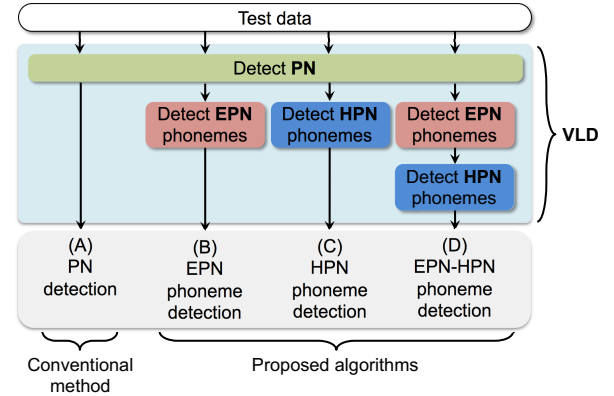 Test data
Detect PN
Detect EPN
phonemes
Detect HPN
phonemes
Detect EPN
phonemes
Detect HPN
phonemes
VLD
(A)
PN
detection
(B)
EPN
phoneme
detection
(C)
HPN
phoneme
detection
(D)
EPN-HPN
phoneme
detection
Conventional
method
Proposed algorithms